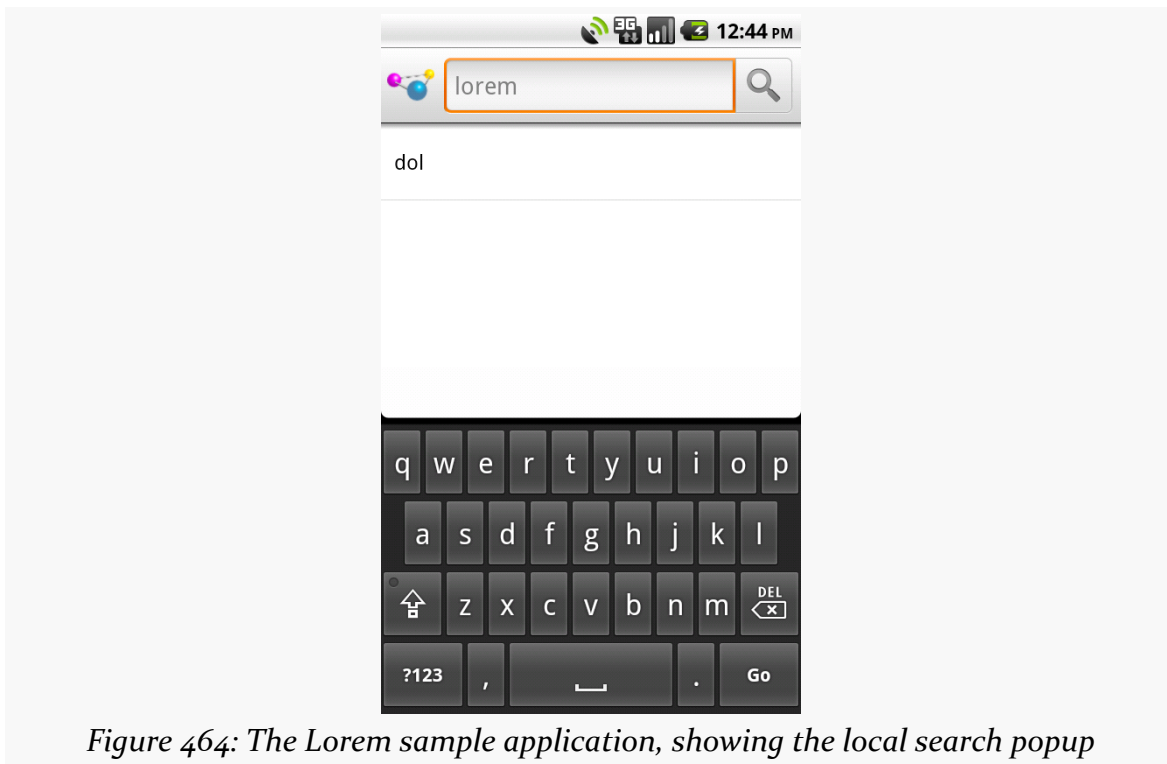 3G 12:44 PM
lorem
dol
q w e r t y u i o p
a s d f g h j k l
z x c v b n m DEL
?123 , . Go
Figure 464: The Lorem sample application, showing the local search popup